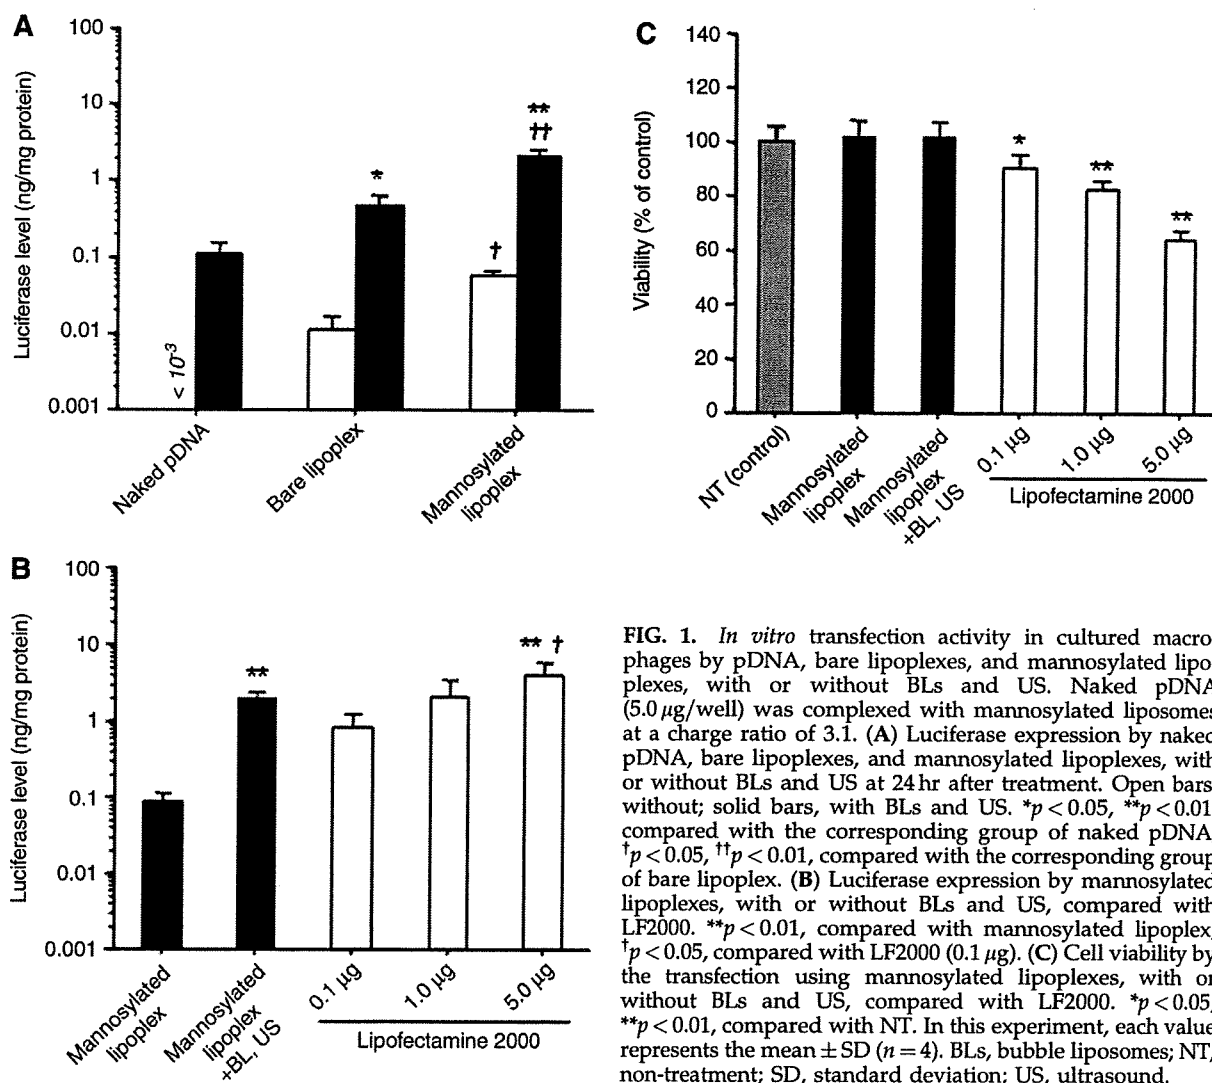 A
Luciferase level (ng/mg protein)
100
10
1
0.1
0.01
0.001
< 10-3
*
†
**
††
Naked pDNA
Bare lipoplex
Mannosylated
lipoplex
C
Viability (% of control)
140
120
100
80
60
40
20
0
*
**
**
NT (control)
Mannosylated
lipoplex
Mannosylated
lipoplex
+BL, US
0.1 μg
1.0 μg
5.0 μg
Lipofectamine 2000
B
Luciferase level (ng/mg protein)
100
10
1
0.1
0.01
0.001
**
** †
Mannosylated
lipoplex
Mannosylated
lipoplex
+BL, US
0.1 μg
1.0 μg
5.0 μg
Lipofectamine 2000
FIG. 1. In vitro transfection activity in cultured macro-
phages by pDNA, bare lipoplexes, and mannosylated lipo-
plexes, with or without BLs and US. Naked pDNA
(5.0 μg/well) was complexed with mannosylated liposomes
at a charge ratio of 3.1. (A) Luciferase expression by naked
pDNA, bare lipoplexes, and mannosylated lipoplexes, with
or without BLs and US at 24 hr after treatment. Open bars,
without; solid bars, with BLs and US. *p < 0.05, **p < 0.01,
compared with the corresponding group of naked pDNA.
†p < 0.05, ††p < 0.01, compared with the corresponding group
of bare lipoplex. (B) Luciferase expression by mannosylated
lipoplexes, with or without BLs and US, compared with
LF2000. **p < 0.01, compared with mannosylated lipoplex;
†p < 0.05, compared with LF2000 (0.1 μg). (C) Cell viability by
the transfection using mannosylated lipoplexes, with or
without BLs and US, compared with LF2000. *p < 0.05,
**p < 0.01, compared with NT. In this experiment, each value
represents the mean ± SD (n = 4). BLs, bubble liposomes; NT,
non-treatment; SD, standard deviation; US, ultrasound.